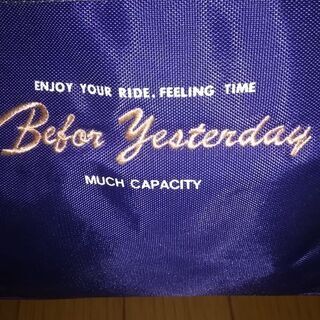 ENJOY YOUR RIDE. FEELING TIME
Befor Yesterday
MUCH CAPACITY